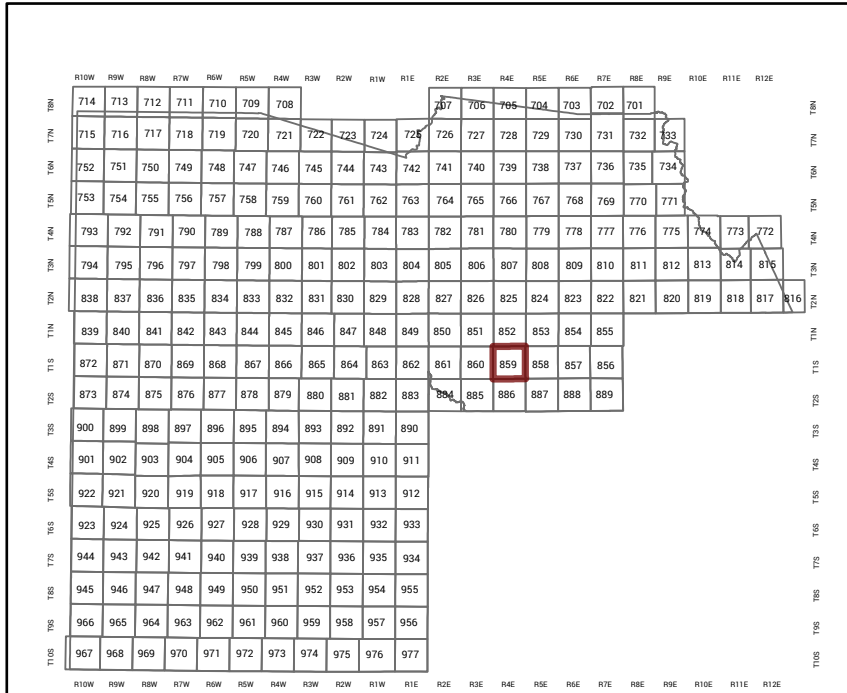 R10W R9W R8W R7W R6W R5W R4W R3W R2W R1W R1E R2E R3E R4E R5E R6E R7E R8E R9E R10E R11E R12E
T8N 714 713 712 711 710 709 708 707 706 705 704 703 702 701 T8N
T7N 715 716 717 718 719 720 721 722 723 724 725 726 727 728 729 730 731 732 733 T7N
T6N 752 751 750 749 748 747 746 745 744 743 742 741 740 739 738 737 736 735 734 T6N
T5N 753 754 755 756 757 758 759 760 761 762 763 764 765 766 767 768 769 770 771 T5N
T4N 793 792 791 790 789 788 787 786 785 784 783 782 781 780 779 778 777 776 775 774 773 772 T4N
T3N 794 795 796 797 798 799 800 801 802 803 804 805 806 807 808 809 810 811 812 813 814 815 T3N
T2N 838 837 836 835 834 833 832 831 830 829 828 827 826 825 824 823 822 821 820 819 818 817 816 T2N
T1N 839 840 841 842 843 844 845 846 847 848 849 850 851 852 853 854 855 T1N
T1S 872 871 870 869 868 867 866 865 864 863 862 861 860 859 858 857 856 T1S
T2S 873 874 875 876 877 878 879 880 881 882 883 884 885 886 887 888 889 T2S
T3S 900 899 898 897 896 895 894 893 892 891 890 T3S
T4S 901 902 903 904 905 906 907 908 909 910 911 T4S
T5S 922 921 920 919 918 917 916 915 914 913 912 T5S
T6S 923 924 925 926 927 928 929 930 931 932 933 T6S
T7S 944 943 942 941 940 939 938 937 936 935 934 T7S
T8S 945 946 947 948 949 950 951 952 953 954 955 T8S
T9S 966 965 964 963 962 961 960 959 958 957 956 T9S
T10S 967 968 969 970 971 972 973 974 975 976 977 T10S
R10W R9W R8W R7W R6W R5W R4W R3W R2W R1W R1E R2E R3E R4E R5E R6E R7E R8E R9E R10E R11E R12E